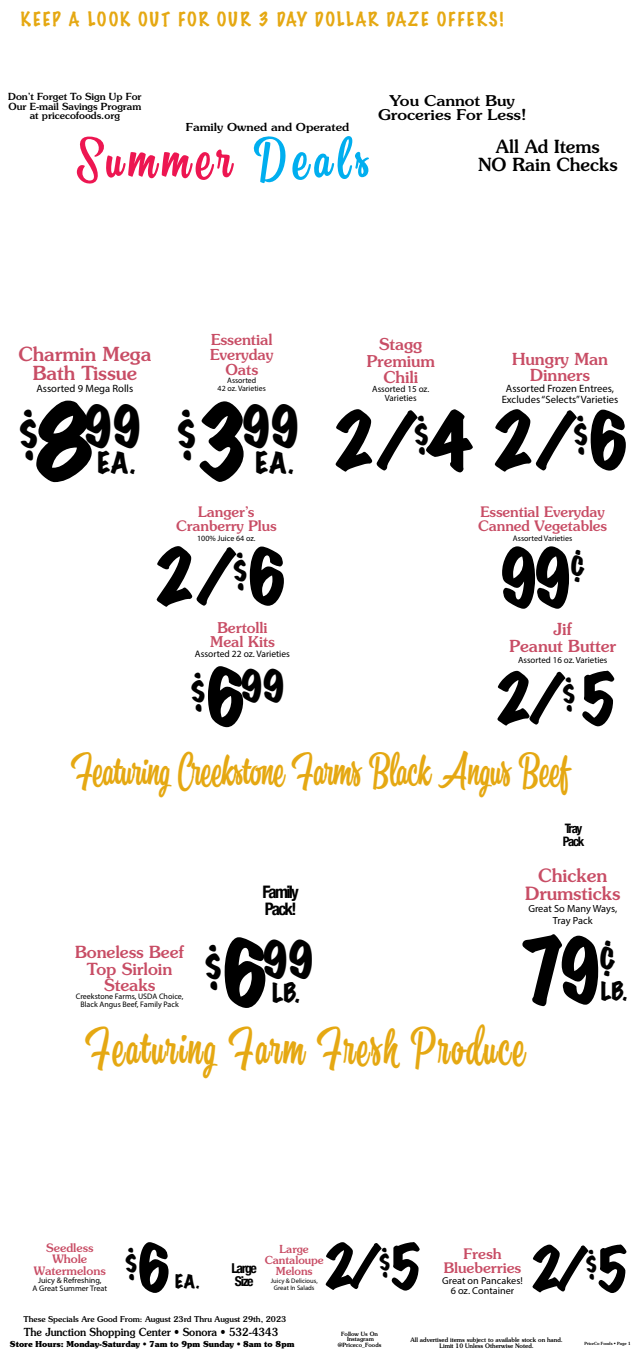 KEEP A LOOK OUT FOR OUR 3 DAY DOLLAR DAZE OFFERS!
Don't Forget To Sign Up For
Our E-mail Savings Program
at pricecofoods.org
You Cannot Buy
Groceries For Less!
Family Owned and Operated
Summer Deals
All Ad Items
NO Rain Checks
Charmin Mega
Bath Tissue
Assorted 9 Mega Rolls
$8.99 EA.
Essential
Everyday
Oats
Assorted
42 oz. Varieties
$3.99 EA.
Stagg
Premium
Chili
Assorted 15 oz.
Varieties
2/$4
Hungry Man
Dinners
Assorted Frozen Entrees,
Excludes "Selects" Varieties
2/$6
Langer's
Cranberry Plus
100% Juice 64 oz.
2/$6
Essential Everyday
Canned Vegetables
Assorted Varieties
99¢
Bertolli
Meal Kits
Assorted 22 oz. Varieties
$6.99
Jif
Peanut Butter
Assorted 16 oz. Varieties
2/$5
Featuring Creekstone Farms Black Angus Beef
Family
Pack!
Boneless Beef
Top Sirloin
Steaks
Creekstone Farms, USDA Choice,
Black Angus Beef, Family Pack
$6.99 LB.
Tray
Pack
Chicken
Drumsticks
Great So Many Ways,
Tray Pack
79¢ LB.
Featuring Farm Fresh Produce
Seedless
Whole
Watermelons
Juicy & Refreshing,
A Great Summer Treat
$6 EA.
Large
Size
Large
Cantaloupe
Melons
Juicy & Delicious,
Great In Salads
2/$5
Fresh
Blueberries
Great on Pancakes!
6 oz. Container
2/$5
These Specials Are Good From: August 23rd Thru August 29th, 2023
The Junction Shopping Center • Sonora • 532-4343
Store Hours: Monday-Saturday • 7am to 9pm Sunday • 8am to 8pm
Follow Us On
Instagram
@Priceco_Foods
All advertised items subject to available stock on hand.
Limit 10 Unless Otherwise Noted.
PriceCo Foods • Page 1